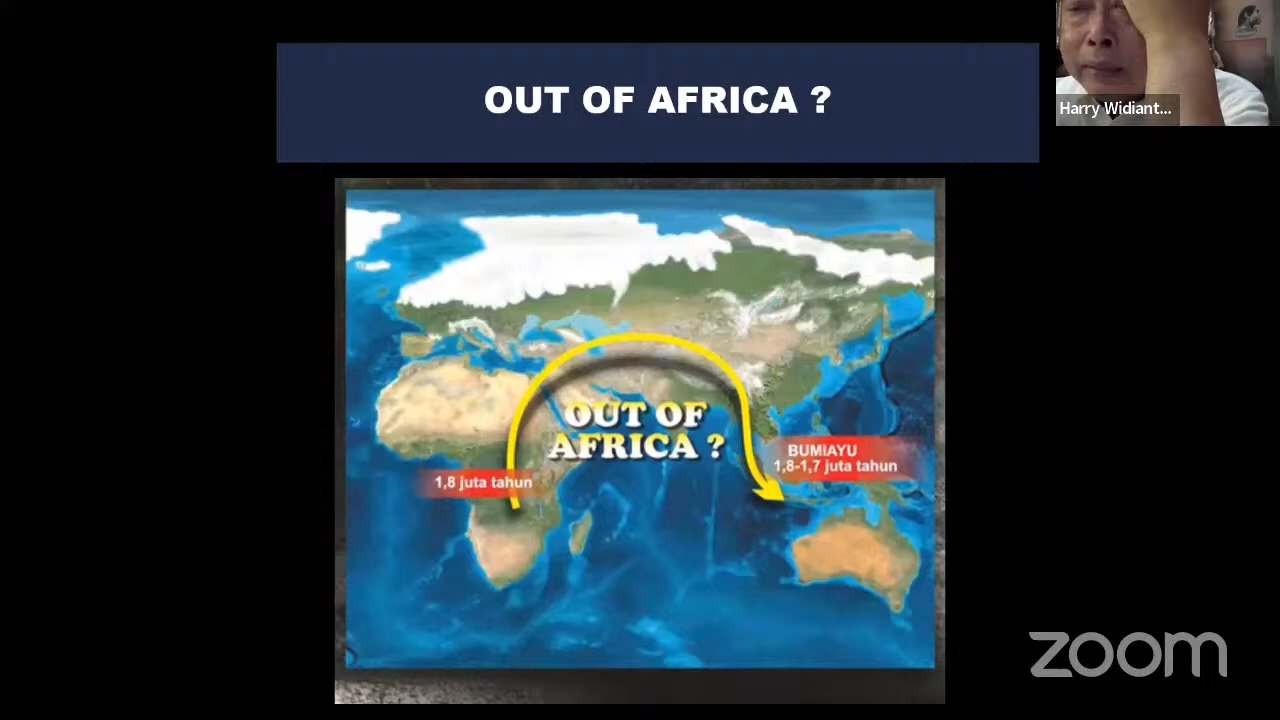 OUT OF AFRICA ?
Harry Widiant...
OUT OF
AFRICA ?
BUMIAYU
1,8-1,7 juta tahun
1,8 juta tahun
zoom